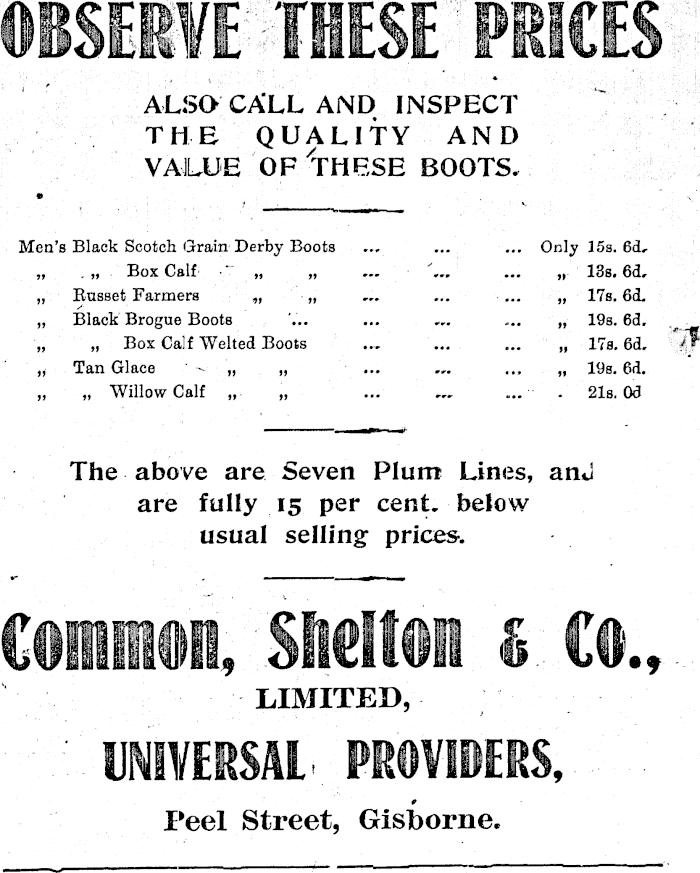 OBSERVE THESE PRICES
ALSO CALL AND INSPECT
THE QUALITY AND
VALUE OF THESE BOOTS.
Men's Black Scotch Grain Derby Boots ... ... ... Only 15s. 6d.
„ „ Box Calf „ „ ... ... ... „ 13s. 6d.
„ Russet Farmers „ „ ... ... ... „ 17s. 6d.
„ Black Brogue Boots ... ... ... ... „ 19s. 6d.
„ „ Box Calf Welted Boots ... ... ... „ 17s. 6d.
„ Tan Glace „ „ ... ... ... „ 19s. 6d.
„ „ Willow Calf „ „ ... ... ... . 21s. 0d
The above are Seven Plum Lines, and
are fully 15 per cent. below
usual selling prices.
Common, Shelton & Co.,
LIMITED,
UNIVERSAL PROVIDERS,
Peel Street, Gisborne.